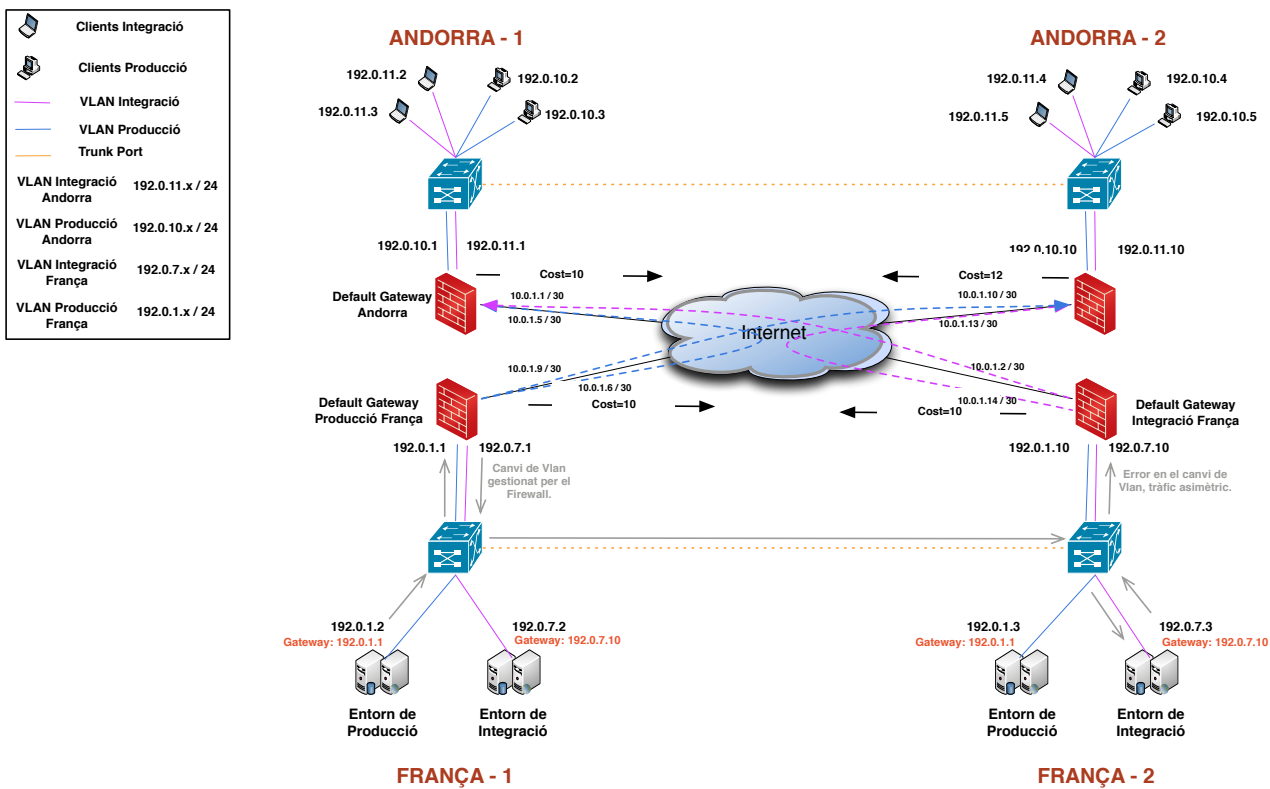 Clients Integració
Clients Producció
VLAN Integració
VLAN Producció
Trunk Port
VLAN Integració
Andorra
192.0.11.x / 24
VLAN Producció
Andorra
192.0.10.x / 24
VLAN Integració
França
192.0.7.x / 24
VLAN Producció
França
192.0.1.x / 24
ANDORRA - 1
192.0.11.2
192.0.10.2
192.0.11.3
192.0.10.3
ANDORRA - 2
192.0.11.4
192.0.10.4
192.0.11.5
192.0.10.5
192.0.10.1
192.0.11.1
192.0.10.10
192.0.11.10
Cost=10
Cost=12
Default Gateway
Andorra
10.0.1.1 / 30
10.0.1.5 / 30
10.0.1.10 / 30
10.0.1.13 / 30
Internet
10.0.1.9 / 30
10.0.1.6 / 30
10.0.1.2 / 30
10.0.1.14 / 30
Cost=10
Cost=10
Default Gateway
Producció França
Default Gateway
Integració França
192.0.1.1
192.0.7.1
192.0.1.10
192.0.7.10
Canvi de Vlan
gestionat per el
Firewall.
Error en el canvi de
Vlan, tràfic asimètric.
192.0.1.2
Gateway: 192.0.1.1
192.0.7.2
Gateway: 192.0.7.10
192.0.1.3
Gateway: 192.0.1.1
192.0.7.3
Gateway: 192.0.7.10
Entorn de
Producció
Entorn de
Integració
Entorn de
Producció
Entorn de
Integració
FRANÇA - 1
FRANÇA - 2